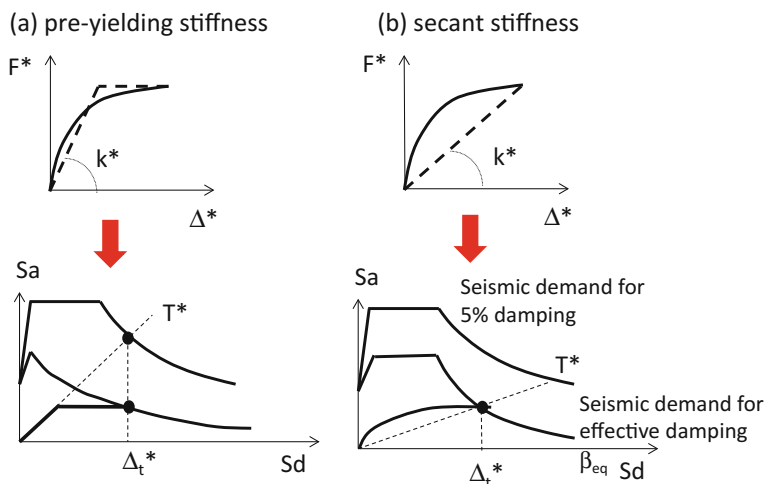 (a) pre-yielding stiffness
F*
k*
Δ*
Sa
T*
Δt*
Sd
(b) secant stiffness
F*
k*
Δ*
Sa
Seismic demand for
5% damping
T*
Seismic demand for
effective damping
βeq
Δt*
Sd